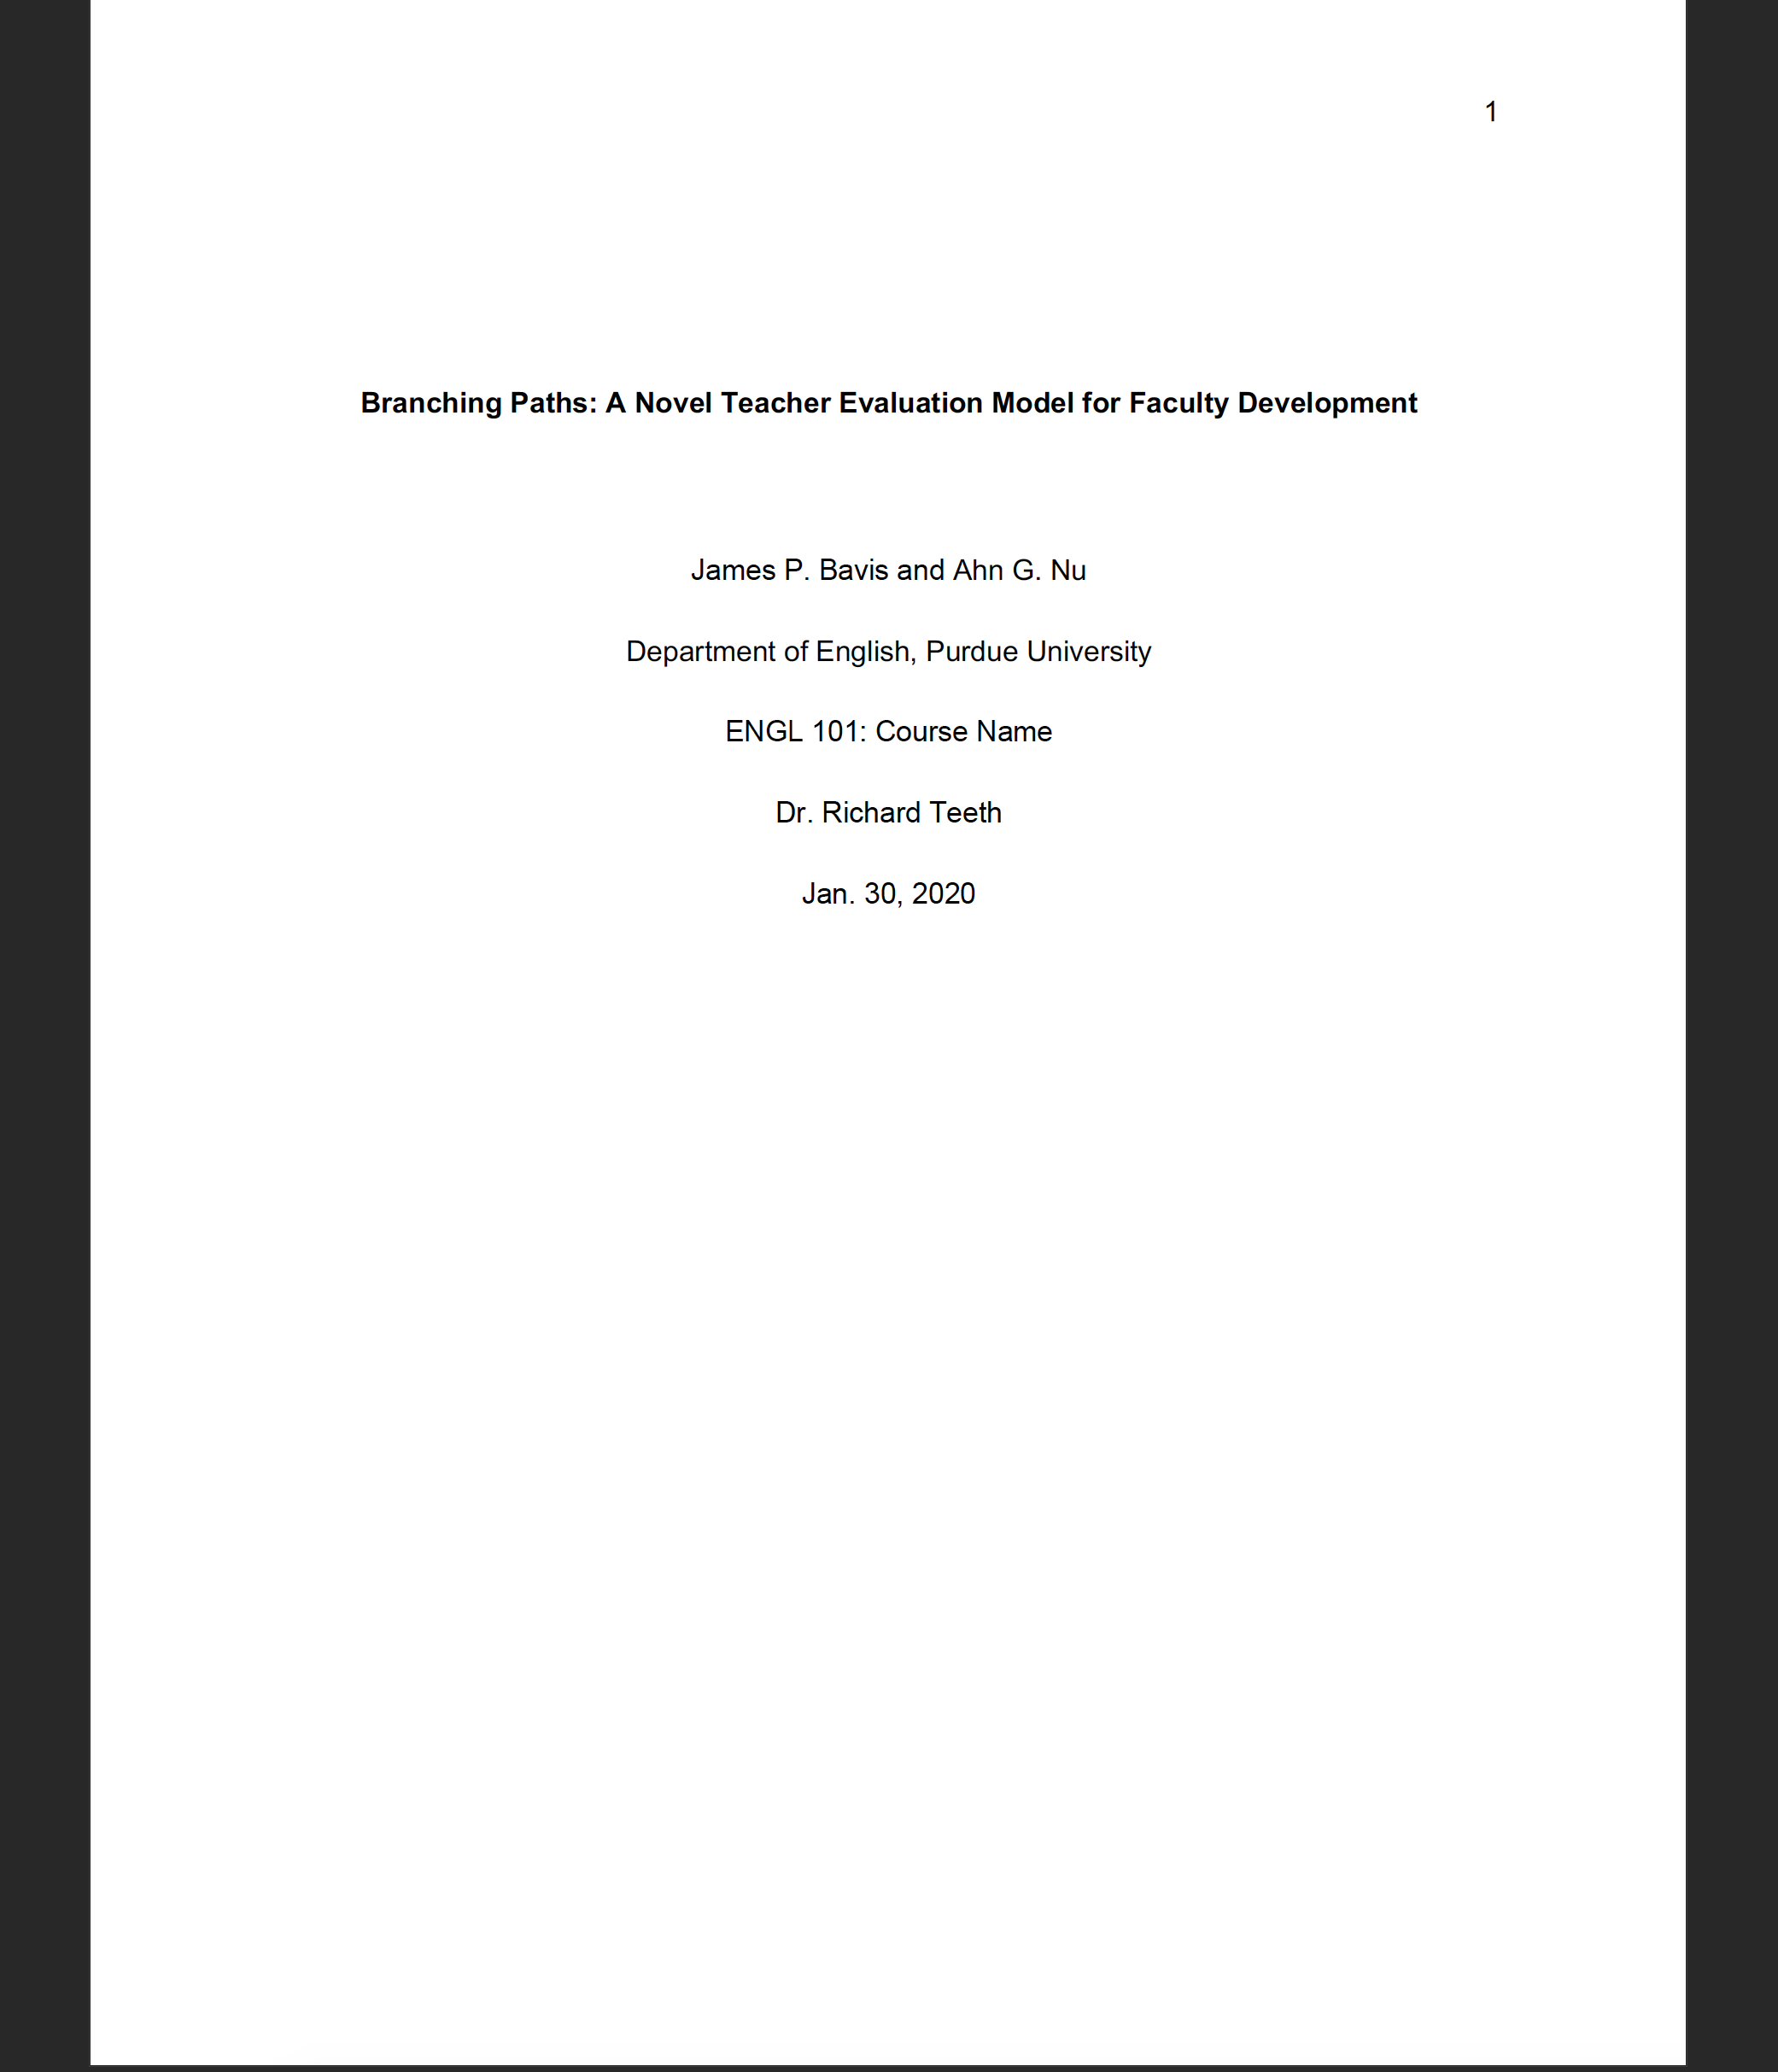 1
Branching Paths: A Novel Teacher Evaluation Model for Faculty Development
James P. Bavis and Ahn G. Nu
Department of English, Purdue University
ENGL 101: Course Name
Dr. Richard Teeth
Jan. 30, 2020